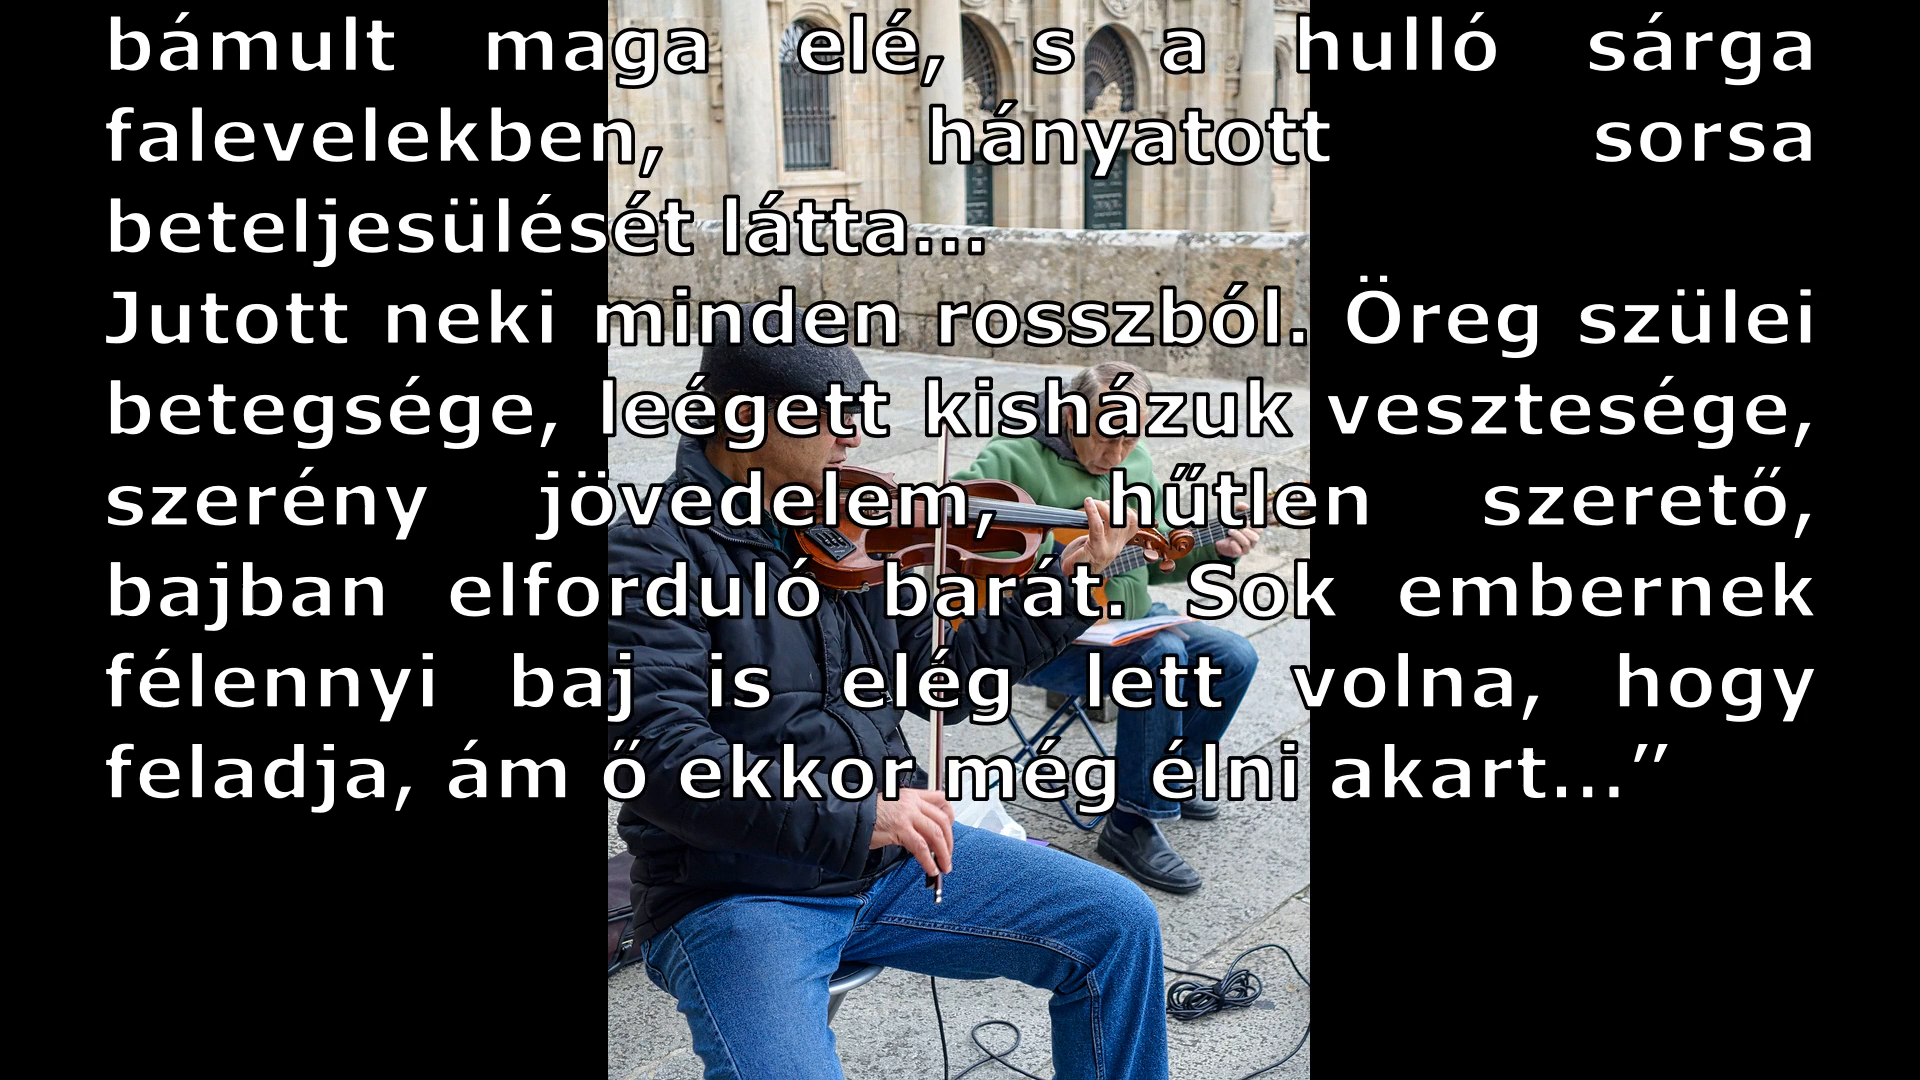 bámult maga elé, s a hulló sárga
falevelekben, hányatott sorsa
beteljesülését látta...
Jutott neki minden rosszból. Öreg szülei
betegsége, leégett kisházuk vesztesége,
szerény jövedelem, hűtlen szerető,
bajban elforduló barát. Sok embernek
félennyi baj is elég lett volna, hogy
feladja, ám ő ekkor még élni akart...”